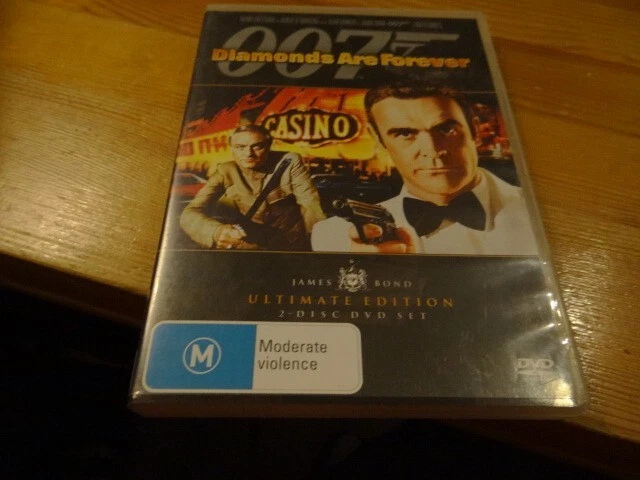 007
Diamonds Are Forever
CASINO
JAMES BOND
ULTIMATE EDITION
2-DISC DVD SET
M
Moderate
violence
DVD